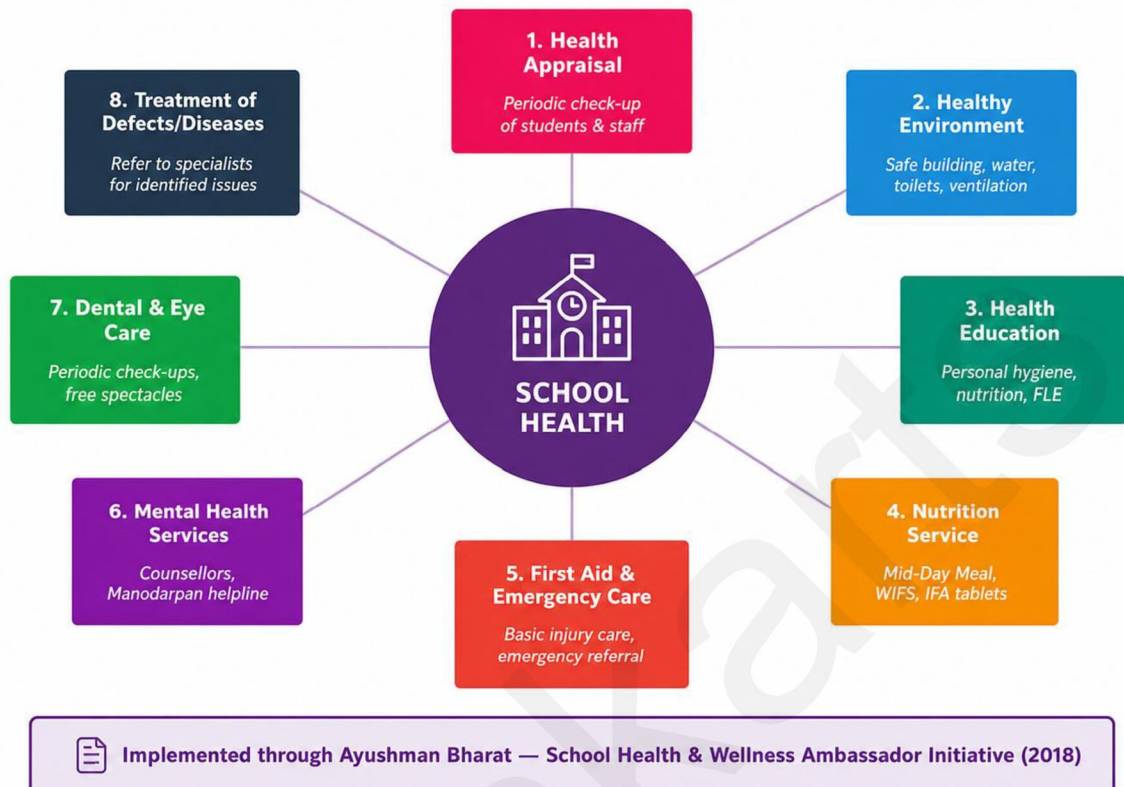 1. Health
Appraisal
Periodic check-up
of students & staff
2. Healthy
Environment
Safe building, water,
toilets, ventilation
3. Health
Education
Personal hygiene,
nutrition, FLE
4. Nutrition
Service
Mid-Day Meal,
WIFS, IFA tablets
5. First Aid &
Emergency Care
Basic injury care,
emergency referral
6. Mental Health
Services
Counsellors,
Manodarpan helpline
7. Dental & Eye
Care
Periodic check-ups,
free spectacles
8. Treatment of
Defects/Diseases
Refer to specialists
for identified issues
SCHOOL
HEALTH
Implemented through Ayushman Bharat — School Health & Wellness Ambassador Initiative (2018)